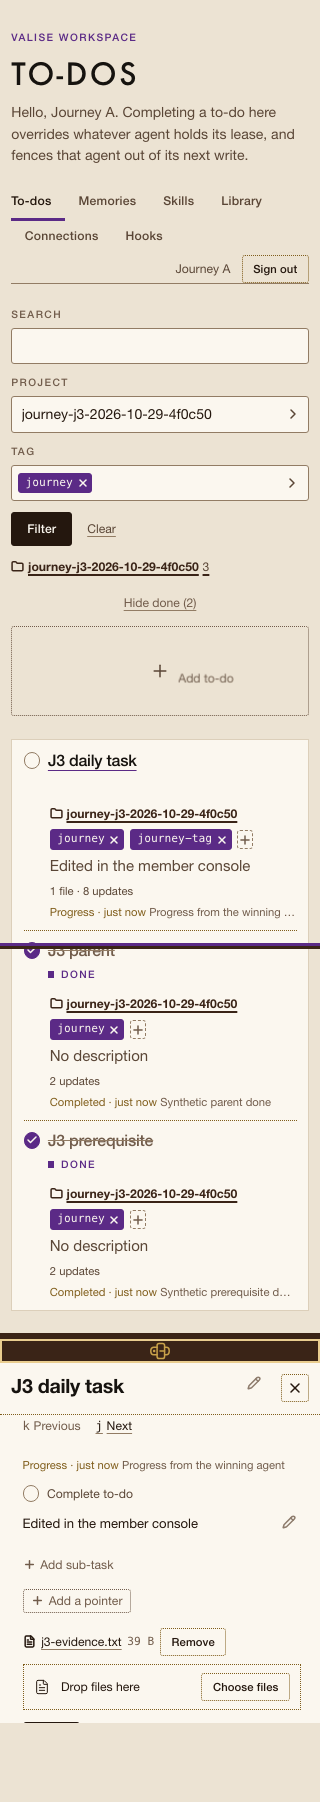 VALISE WORKSPACE
TO-DOS
Hello, Journey A. Completing a to-do here
overrides whatever agent holds its lease, and
fences that agent out of its next write.
To-dos Memories Skills Library
Connections Hooks
Journey A Sign out
SEARCH
PROJECT
journey-j3-2026-10-29-4f0c50
TAG
journey
Filter Clear
journey-j3-2026-10-29-4f0c50 3
Hide done (2)
Add to-do
J3 daily task
journey-j3-2026-10-29-4f0c50
journey journey-tag
Edited in the member console
1 file · 8 updates
Progress · just now Progress from the winning …
J3 parent
DONE
journey-j3-2026-10-29-4f0c50
journey
No description
2 updates
Completed · just now Synthetic parent done
J3 prerequisite
DONE
journey-j3-2026-10-29-4f0c50
journey
No description
2 updates
Completed · just now Synthetic prerequisite d…
J3 daily task
k Previous j Next
Progress · just now Progress from the winning agent
Complete to-do
Edited in the member console
Add sub-task
Add a pointer
j3-evidence.txt 39 B Remove
Drop files here Choose files